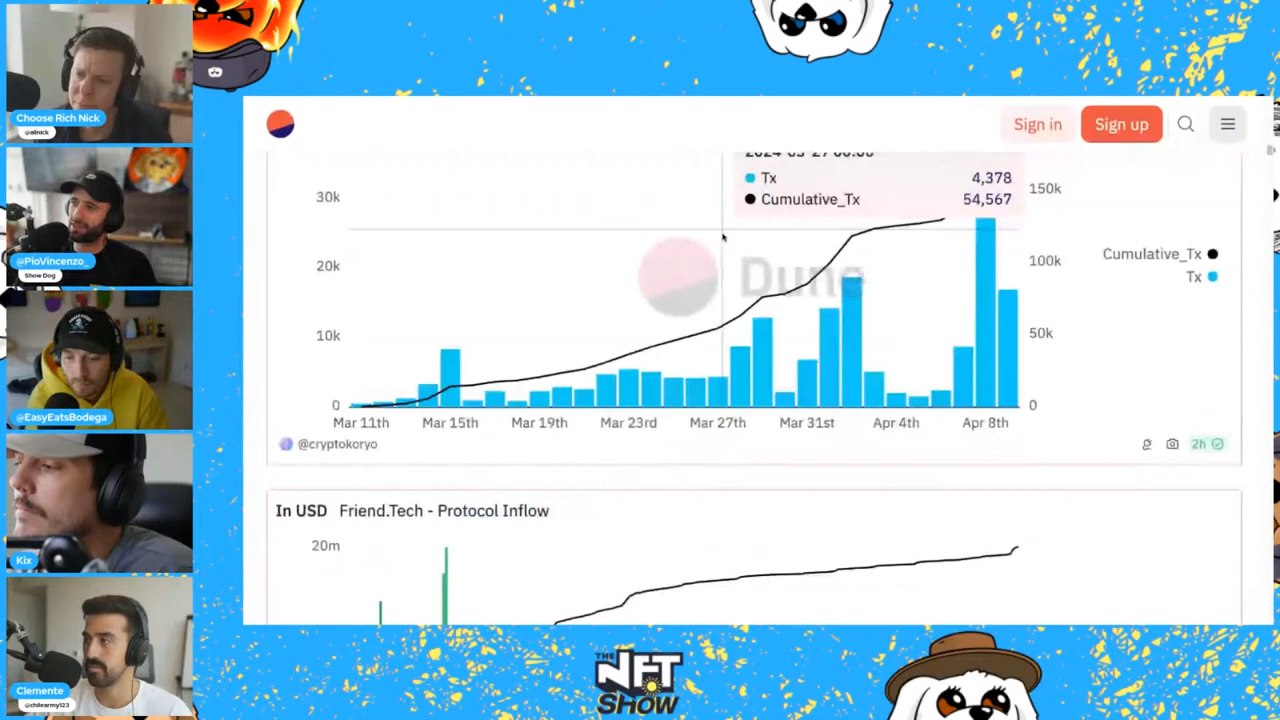 Choose Rich Nick
@allnick
@PioVincenzo_
Show Dog
@EasyEatsBodega
Kix
Clemente
@chilearmy123
Sign in
Sign up
Tx 4,378
Cumulative_Tx 54,567
30k
20k
10k
0
150k
100k
50k
0
Dune
Cumulative_Tx
Tx
Mar 11th
Mar 15th
Mar 19th
Mar 23rd
Mar 27th
Mar 31st
Apr 4th
Apr 8th
@cryptokoryo
2h
In USD Friend.Tech - Protocol Inflow
20m
THE
NFT
SHOW